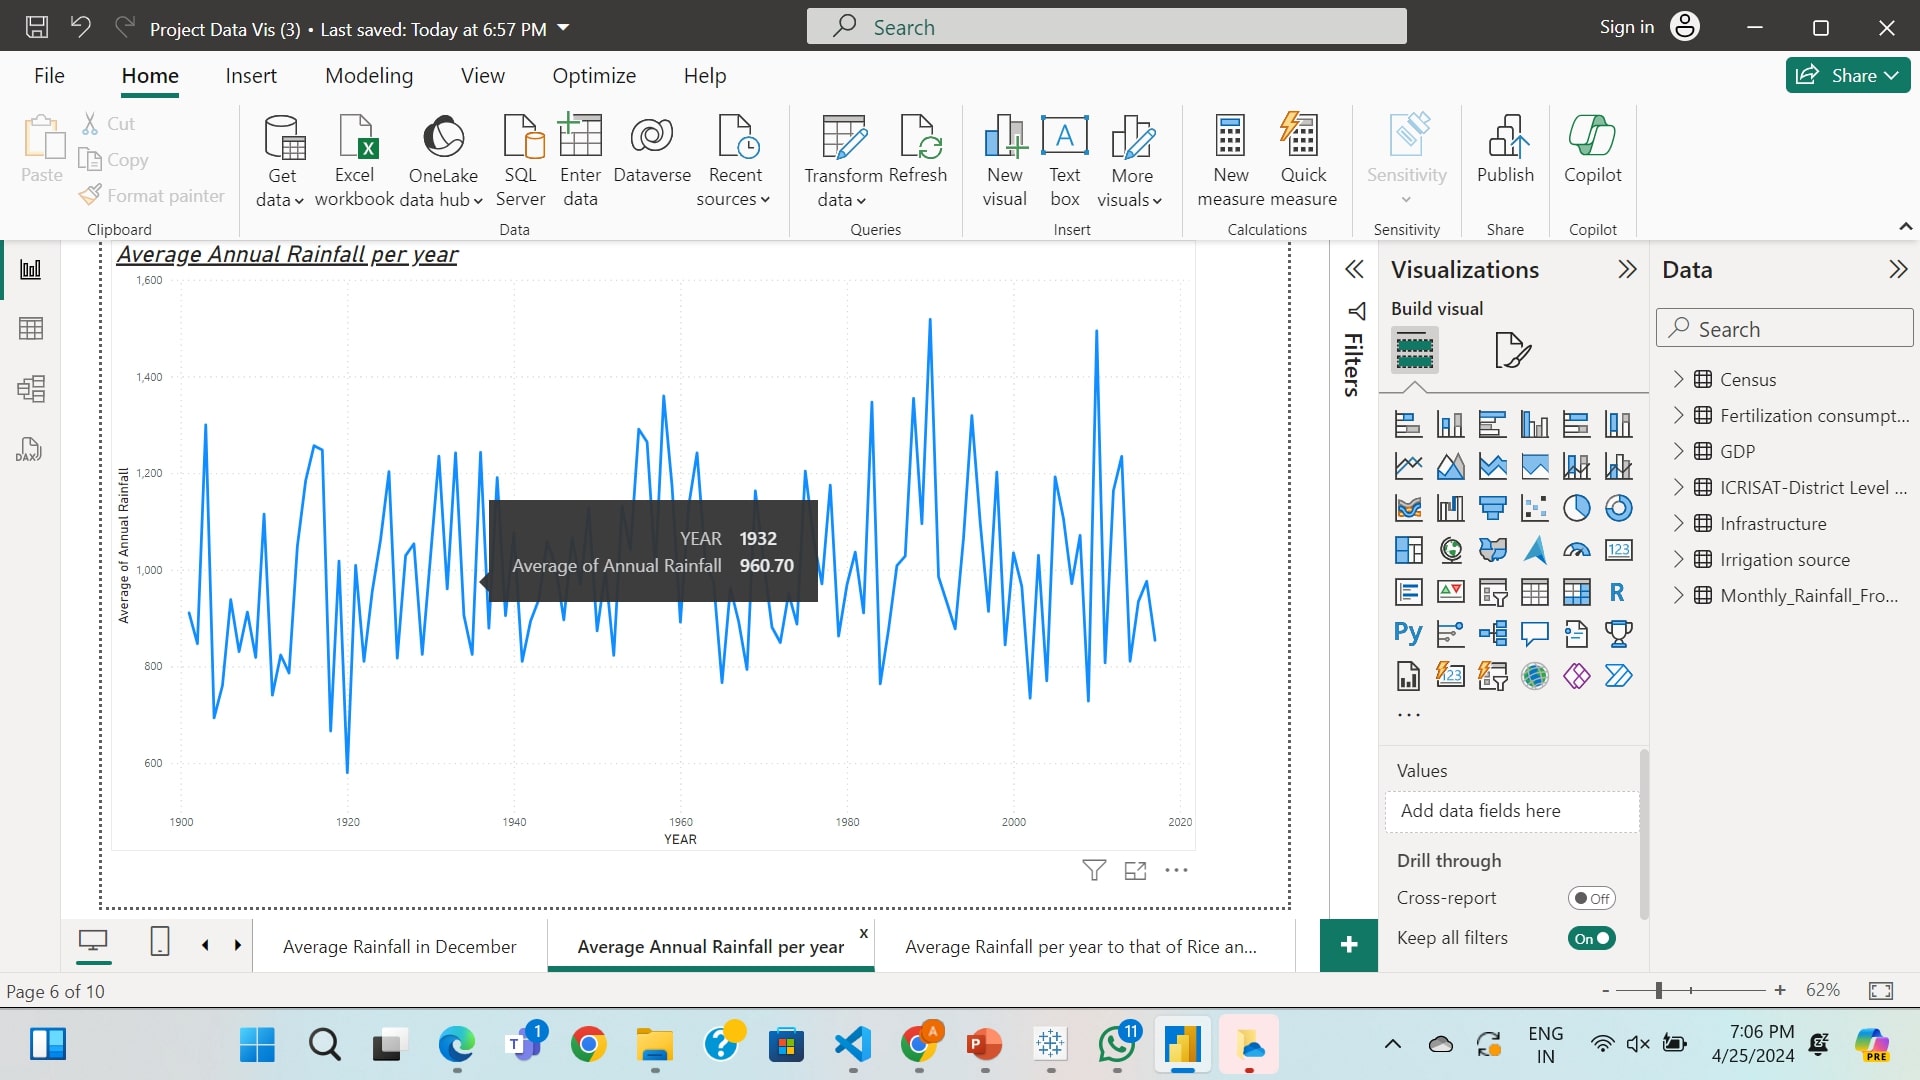 Project Data Vis (3) • Last saved: Today at 6:57 PM
Search
Sign in
File Home Insert Modeling View Optimize Help
Share
Paste
Cut
Copy
Format painter
Clipboard
Get data
Excel workbook
OneLake data hub
SQL Server
Enter data
Dataverse
Recent sources
Data
Transform data
Refresh
Queries
New visual
Text box
More visuals
Insert
New measure
Quick measure
Calculations
Sensitivity
Sensitivity
Publish
Share
Copilot
Copilot
DAX
Average Annual Rainfall per year
Average of Annual Rainfall
1,600
1,400
1,200
1,000
800
600
YEAR 1932
Average of Annual Rainfall 960.70
1900 1920 1940 1960 1980 2000 2020
YEAR
Filters
Visualizations
Build visual
123
R
Py
123
...
Values
Add data fields here
Drill through
Cross-report
Off
Keep all filters
On
Data
Search
Census
Fertilization consumpt...
GDP
ICRISAT-District Level ...
Infrastructure
Irrigation source
Monthly_Rainfall_Fro...
Average Rainfall in December
Average Annual Rainfall per year
x
Average Rainfall per year to that of Rice an...
+
Page 6 of 10
- + 62%
T
1
?
A
P
11
ENG
IN
7:06 PM
4/25/2024
PRE